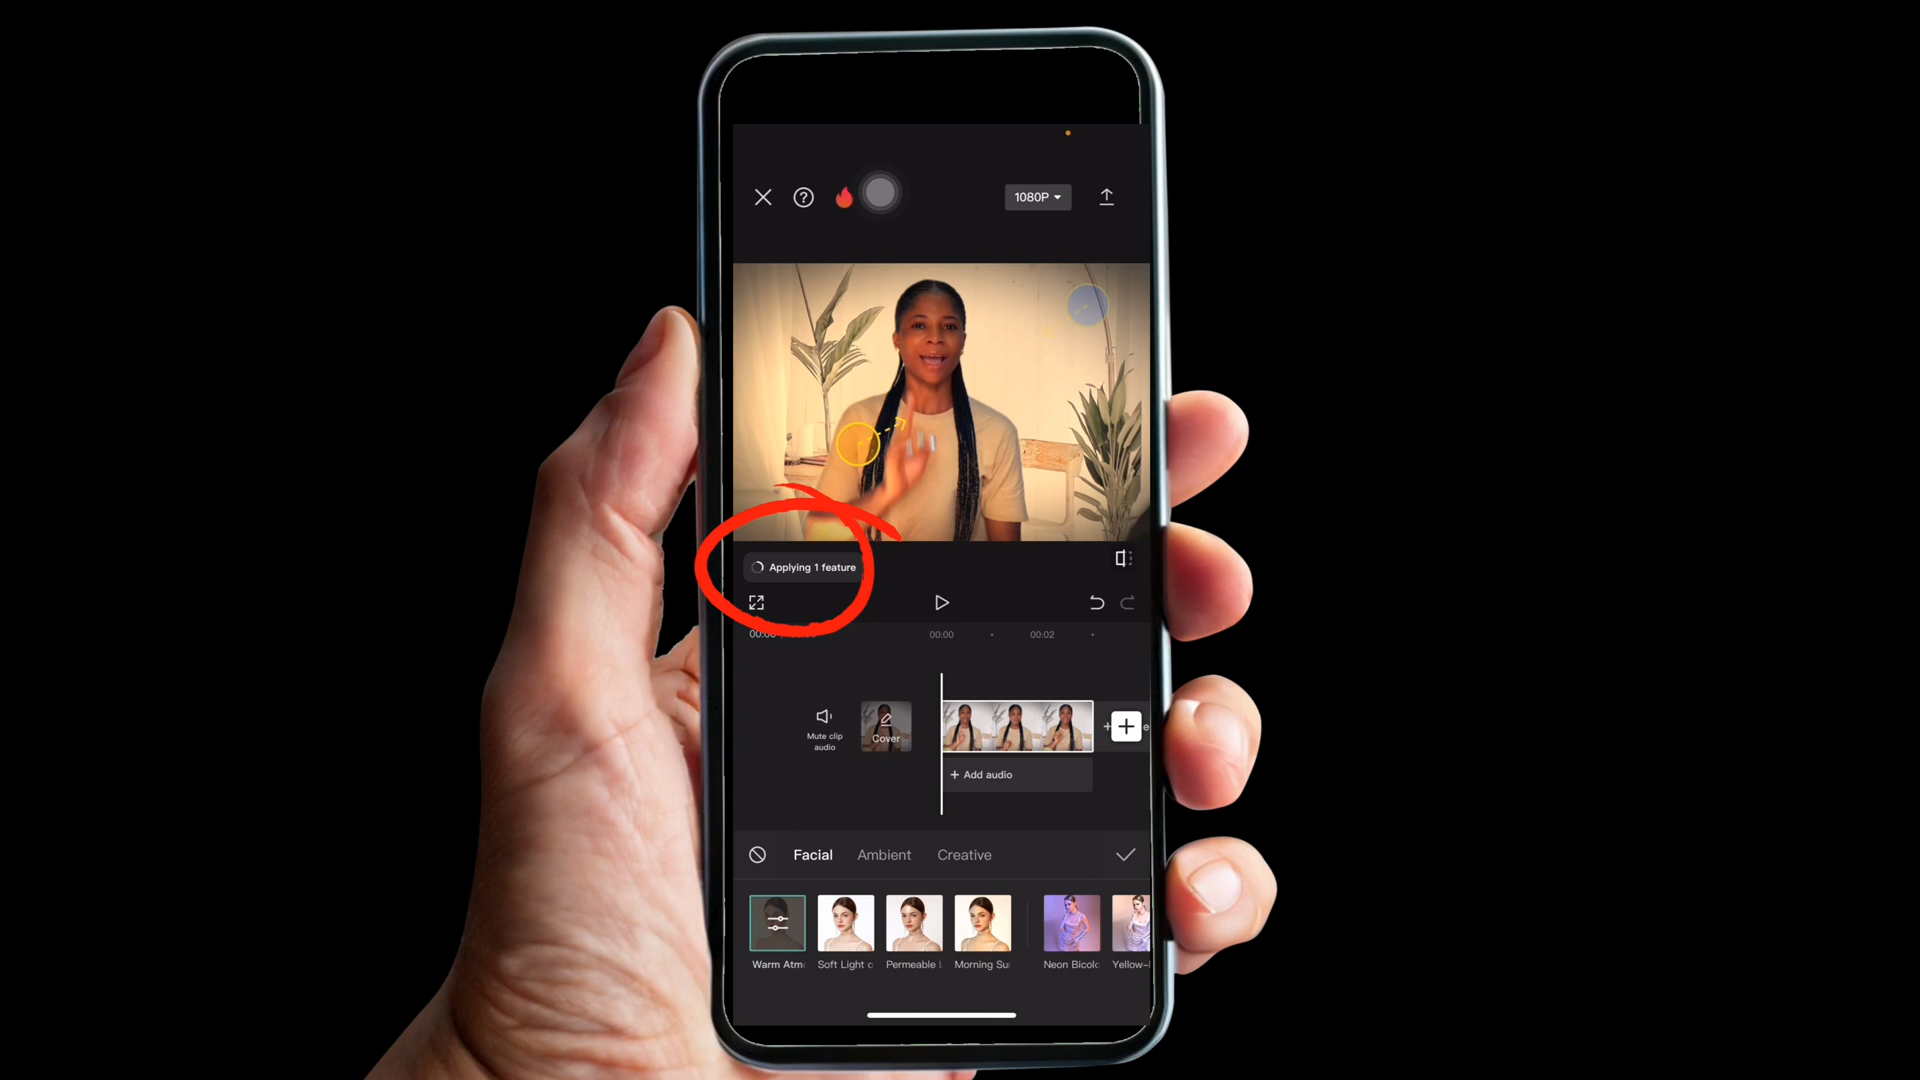 1080P
Applying 1 feature
00:00
00:02
Mute clip
audio
Cover
+ Add audio
Facial
Ambient
Creative
Warm Atm
Soft Light
Permeable
Morning Su
Neon Bicol
Yellow-